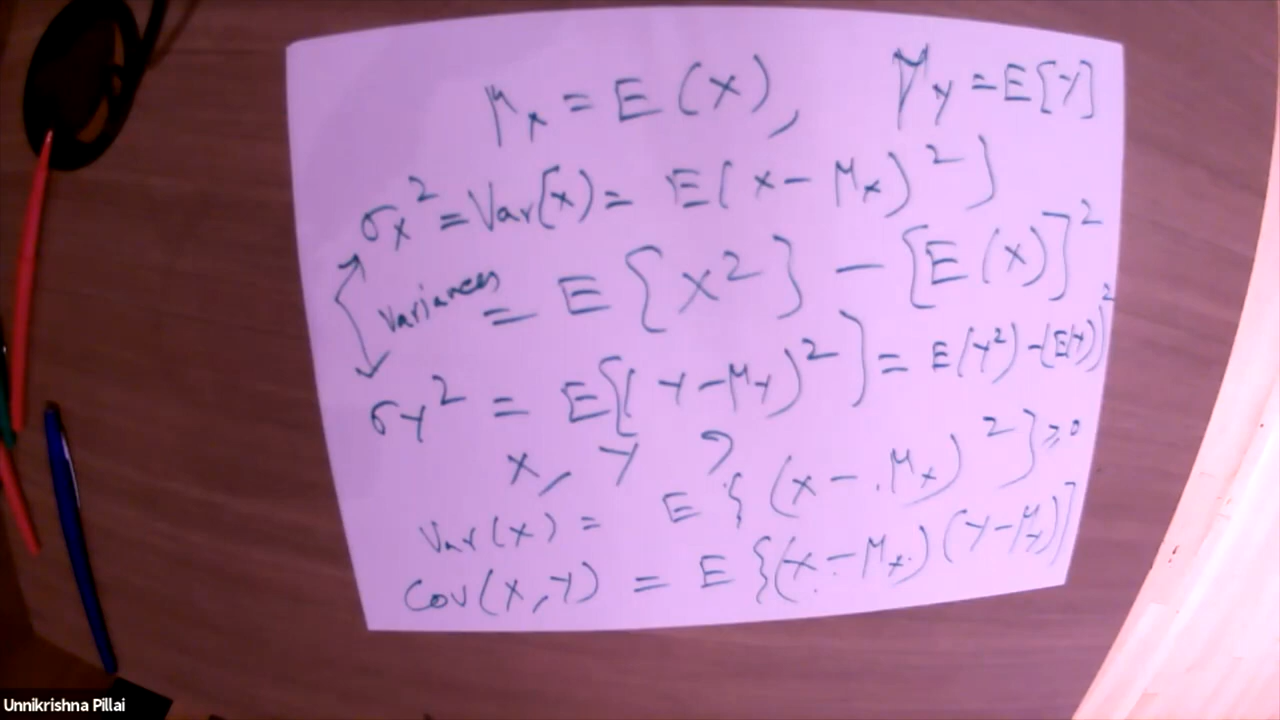 μx = E(X), μy = E[Y]
σx² = Var(X) = E(X - μx)²}
variances = E{X²} - [E(X)]²
σy² = E[(Y - μy)²] = E(Y²) - (E(Y))²
X, Y ?
Var(X) = E{(X - μx)²} ≥ 0
Cov(X, Y) = E{(X - μx)(Y - μy)}
Unnikrishna Pillai